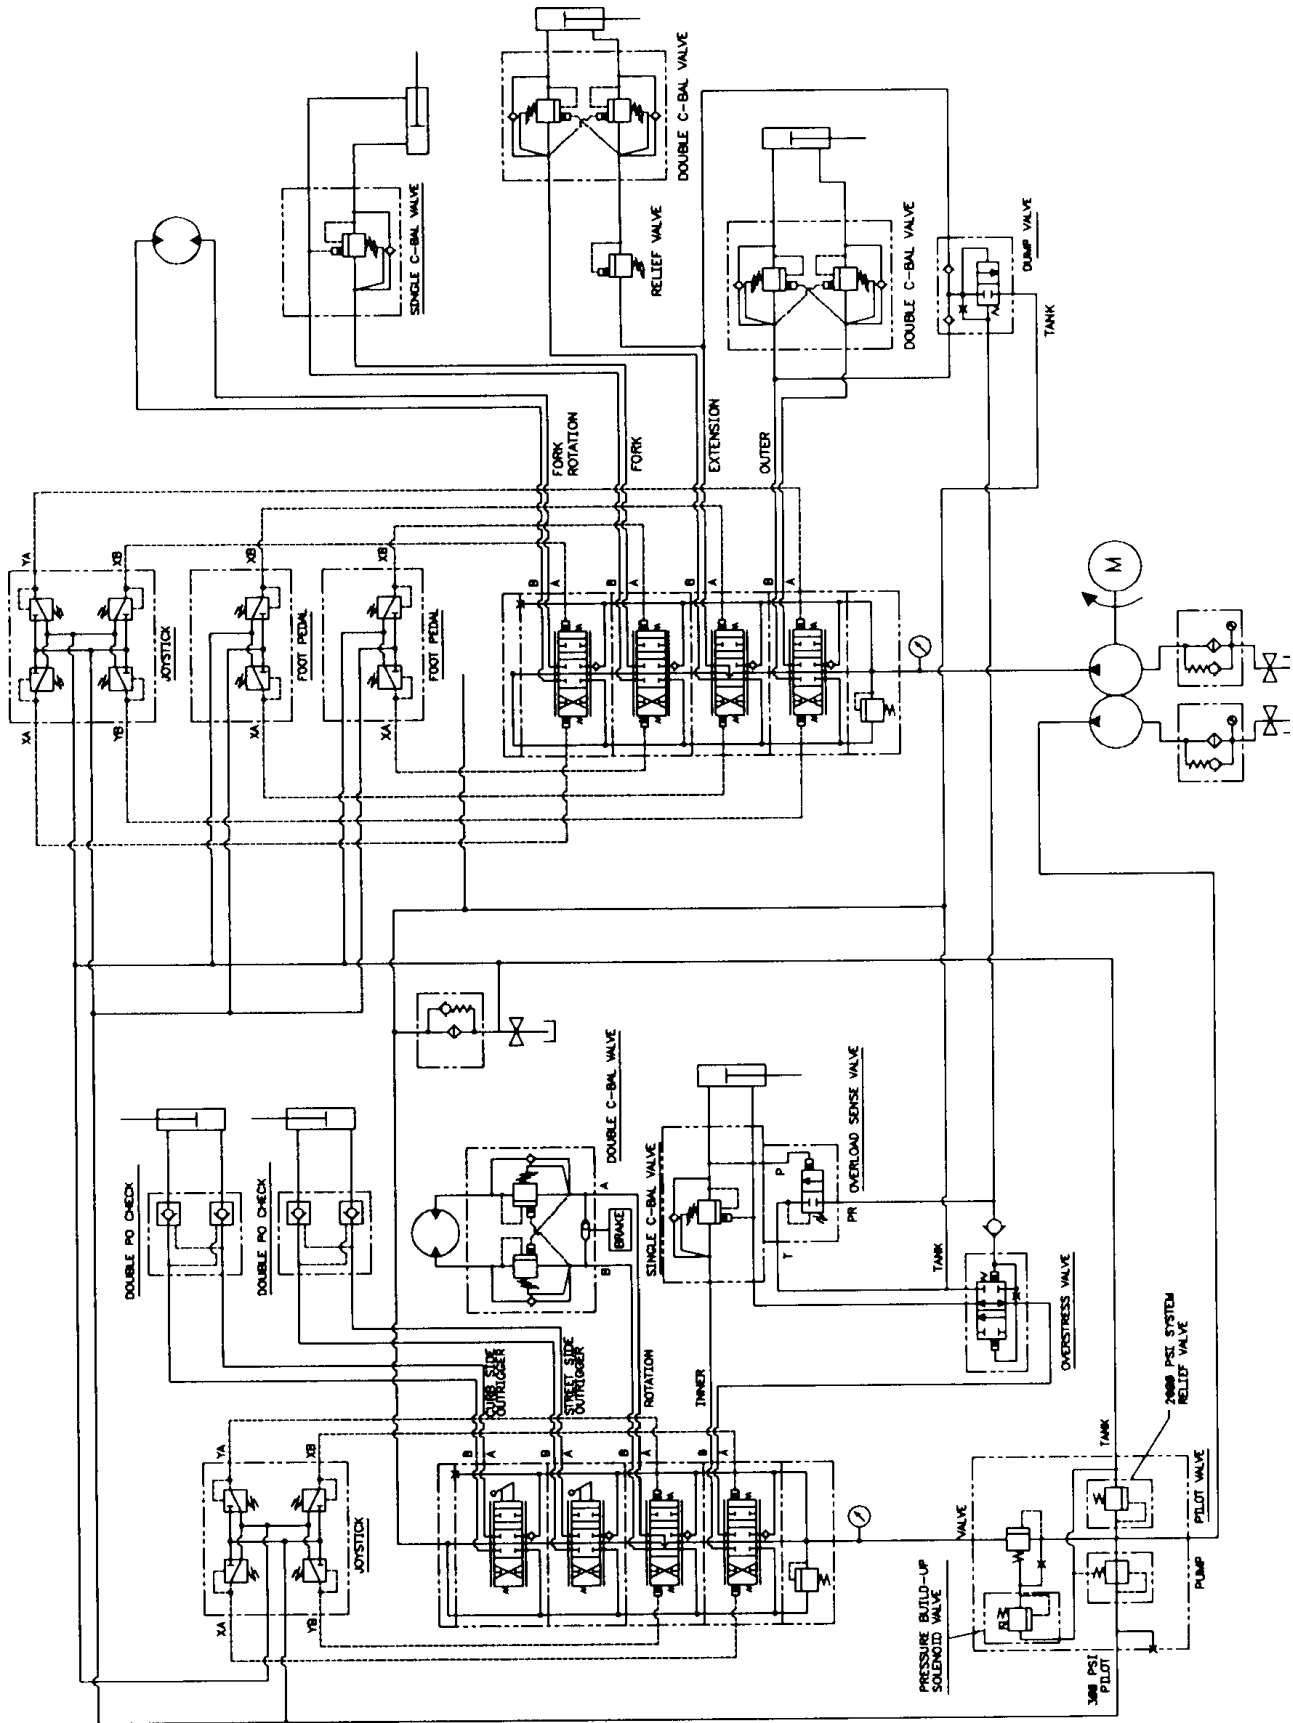 DOUBLE C-BAL VALVE
SINGLE C-BAL VALVE
RELIEF VALVE
DOUBLE C-BAL VALVE
DUMP VALVE
TANK
FORK
ROTATION
FORK
EXTENSION
OUTER
YA
XB
XA
YB
JOYSTICK
XB
XA
FOOT PEDAL
XB
XA
FOOT PEDAL
B
A
B
A
B
A
B
A
M
DOUBLE PO CHECK
DOUBLE PO CHECK
DOUBLE C-BAL VALVE
A
B
BRAKE
SINGLE C-BAL VALVE
OVERLOAD SENSE VALVE
P
T
PR
TANK
OVERSTRESS VALVE
CURB SIDE
OUTRIGGER
STREET SIDE
OUTRIGGER
ROTATION
INNER
YA
XB
XA
YB
JOYSTICK
B
A
B
A
B
A
B
A
VALVE
TANK
2000 PSI SYSTEM
RELIEF VALVE
PILOT VALVE
PUMP
PRESSURE BUILD-UP
SOLENOID VALVE
300 PSI
PILOT